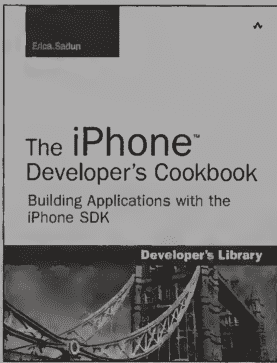 Erica Sadun
The iPhone™
Developer's Cookbook
Building Applications with the
iPhone SDK
Developer's Library